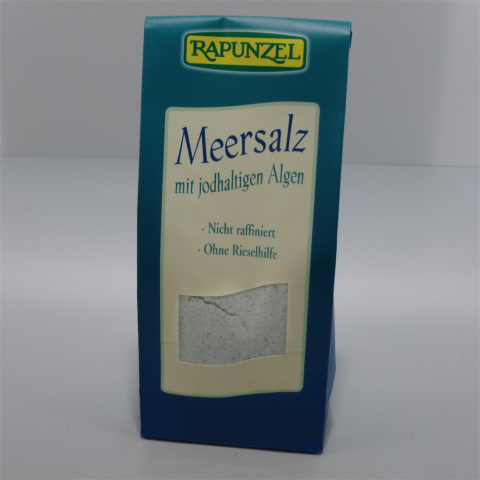 RAPUNZEL
Meersalz
mit jodhaltigen Algen
· Nicht raffiniert
· Ohne Rieselhilfe